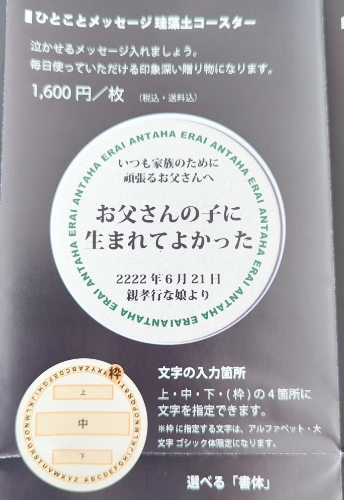 ひとことメッセージ 珪藻土コースター
泣かせるメッセージ入れましょう。
毎日使っていただける印象深い贈り物になります。
1,600 円／枚 （税込・送料込）
ANTAHA ERAI ANTAHA ERAI ANTAHA ERAI ANTAHA ERAI ANTAHA ERAI ANTAHA ERAI
いつも家族のために
頑張るお父さんへ
お父さんの子に
生まれてよかった
2222 年 6 月 21 日
親孝行な娘より
枠
上
中
下
文字の入力箇所
上・中・下・( 枠 ) の 4 箇所に
文字を指定できます。
※枠に指定する文字は、アルファベット・大
文字 ゴシック体限定になります。
選べる「書体」